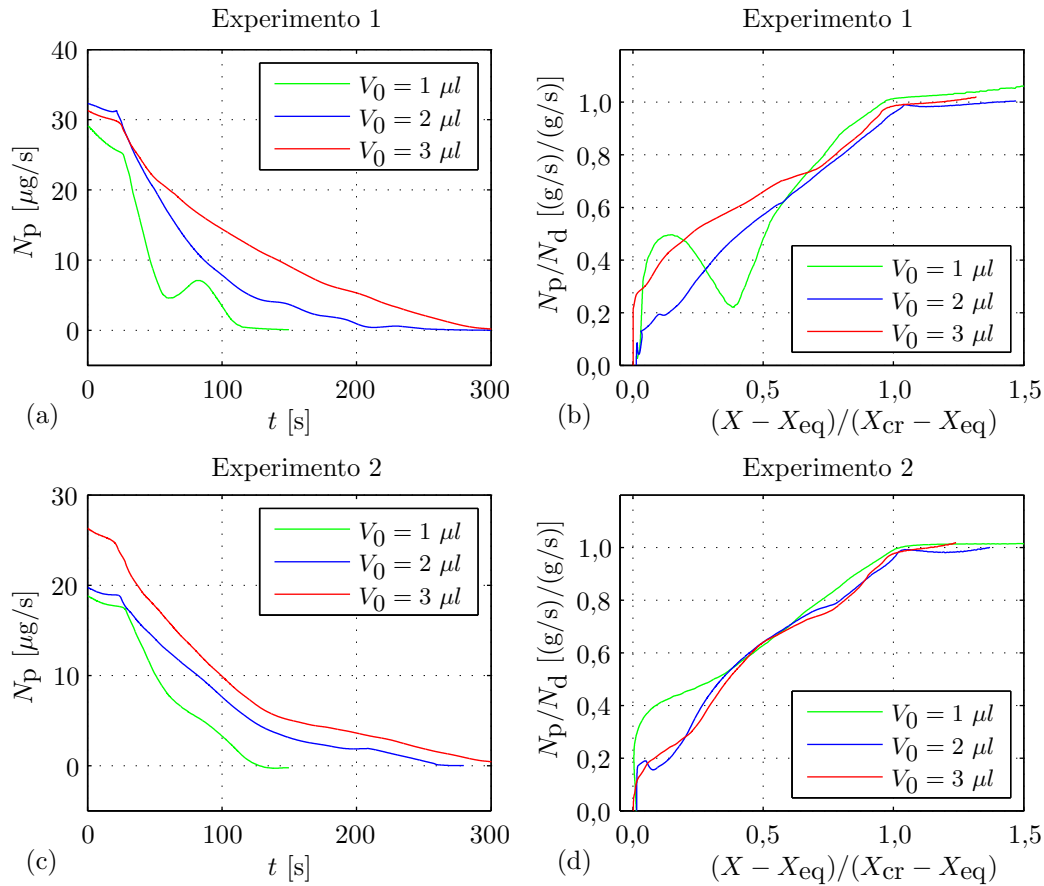 Experimento 1
40
30
20
10
0
N_p [μg/s]
V_0 = 1 μl
V_0 = 2 μl
V_0 = 3 μl
0 100 200 300
(a)
t [s]
Experimento 1
1,0
0,8
0,6
0,4
0,2
0,0
N_p/N_d [(g/s)/(g/s)]
V_0 = 1 μl
V_0 = 2 μl
V_0 = 3 μl
0,0 0,5 1,0 1,5
(b)
(X − X_eq)/(X_cr − X_eq)
Experimento 2
30
20
10
0
N_p [μg/s]
V_0 = 1 μl
V_0 = 2 μl
V_0 = 3 μl
0 100 200 300
(c)
t [s]
Experimento 2
1,0
0,8
0,6
0,4
0,2
0,0
N_p/N_d [(g/s)/(g/s)]
V_0 = 1 μl
V_0 = 2 μl
V_0 = 3 μl
0,0 0,5 1,0 1,5
(d)
(X − X_eq)/(X_cr − X_eq)